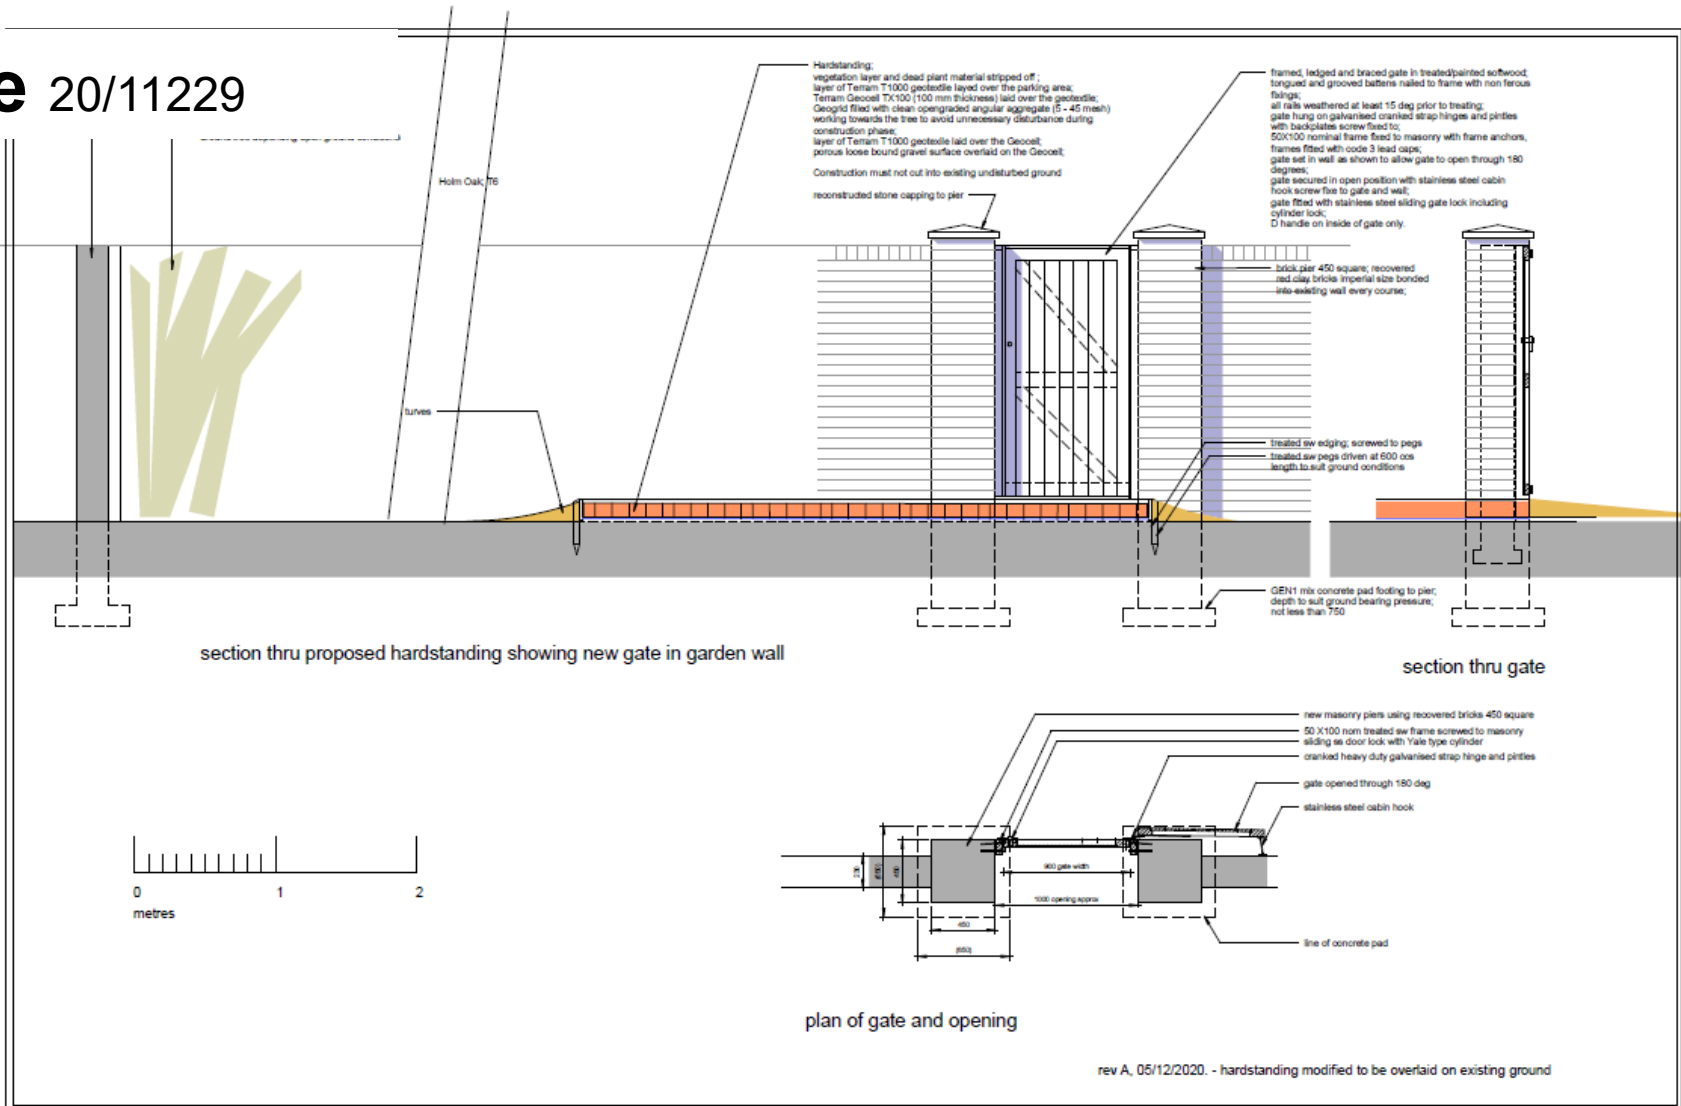 e 20/11229
Holm Oak, T6
Hardstanding;
vegetation layer and dead plant material stripped off ;
layer of Terram T1000 geotextile layed over the parking area;
Terram Geocell TX100 (100 mm thickness) laid over the geotextile;
Geogrid filled with clean opengraded angular aggregate (5 - 45 mesh)
working towards the tree to avoid unnecessary disturbance during
construction phase;
layer of Terram T1000 geotextile laid over the Geocell;
porous loose bound gravel surface overlaid on the Geocell;
Construction must not cut into existing undisturbed ground
reconstructed stone capping to pier
framed, ledged and braced gate in treated/painted softwood;
tongued and grooved battens nailed to frame with non ferous
fixings;
all rails weathered at least 15 deg prior to treating;
gate hung on galvanised cranked strap hinges and pintles
with backplates screw fixed to;
50X100 nominal frame fixed to masonry with frame anchors,
frames fitted with code 3 lead caps;
gate set in wall as shown to allow gate to open through 180
degrees;
gate secured in open position with stainless steel cabin
hook screw fixe to gate and wall;
gate fitted with stainless steel sliding gate lock including
cylinder lock;
D handle on inside of gate only.
brick pier 450 square; recovered
red clay bricks imperial size bonded
into existing wall every course;
turves
treated sw edging; screwed to pegs
treated sw pegs driven at 600 ccs
length to suit ground conditions
GEN1 mix concrete pad footing to pier;
depth to suit ground bearing pressure;
not less than 750
section thru proposed hardstanding showing new gate in garden wall
section thru gate
new masonry piers using recovered bricks 450 square
50 X100 nom treated sw frame screwed to masonry
sliding ss door lock with Yale type cylinder
cranked heavy duty galvanised strap hinge and pintles
gate opened through 180 deg
stainless steel cabin hook
900 gate width
1000 opening approx
230
(650)
450
450
(650)
line of concrete pad
0 1 2
metres
plan of gate and opening
rev A, 05/12/2020. - hardstanding modified to be overlaid on existing ground